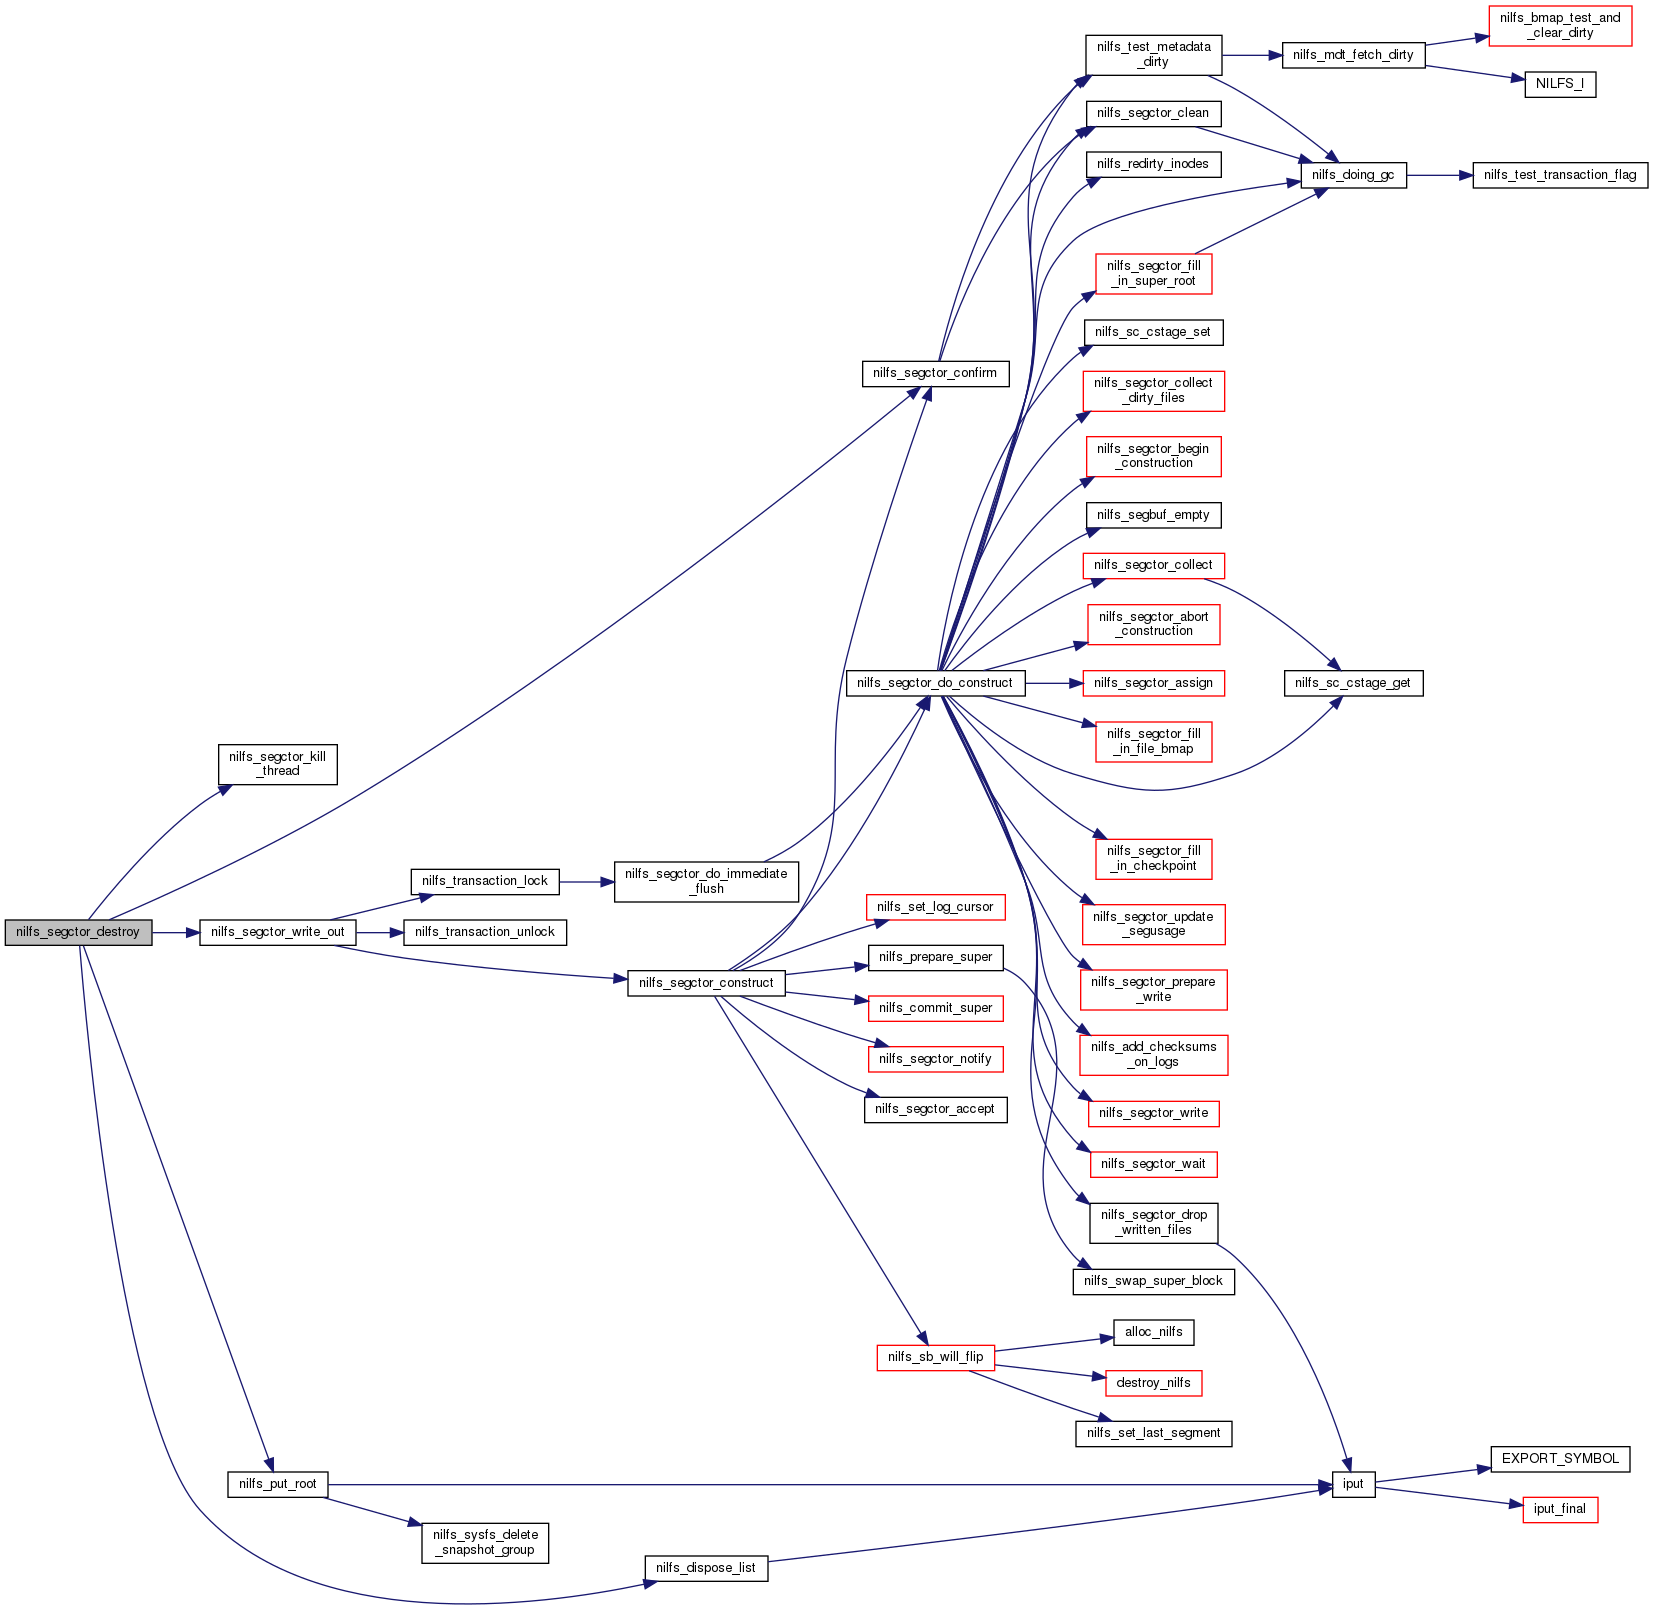 nilfs_bmap_test_and
_clear_dirty
nilfs_test_metadata
_dirty
nilfs_mdt_fetch_dirty
NILFS_I
nilfs_segctor_clean
nilfs_redirty_inodes
nilfs_doing_gc
nilfs_test_transaction_flag
nilfs_segctor_fill
_in_super_root
nilfs_sc_cstage_set
nilfs_segctor_confirm
nilfs_segctor_collect
_dirty_files
nilfs_segctor_begin
_construction
nilfs_segbuf_empty
nilfs_segctor_collect
nilfs_segctor_abort
_construction
nilfs_segctor_do_construct
nilfs_segctor_assign
nilfs_sc_cstage_get
nilfs_segctor_fill
_in_file_bmap
nilfs_segctor_kill
_thread
nilfs_segctor_fill
_in_checkpoint
nilfs_transaction_lock
nilfs_segctor_do_immediate
_flush
nilfs_set_log_cursor
nilfs_segctor_update
_segusage
nilfs_segctor_destroy
nilfs_segctor_write_out
nilfs_transaction_unlock
nilfs_prepare_super
nilfs_segctor_construct
nilfs_segctor_prepare
_write
nilfs_commit_super
nilfs_segctor_notify
nilfs_add_checksums
_on_logs
nilfs_segctor_accept
nilfs_segctor_write
nilfs_segctor_wait
nilfs_segctor_drop
_written_files
nilfs_swap_super_block
alloc_nilfs
nilfs_sb_will_flip
destroy_nilfs
nilfs_set_last_segment
EXPORT_SYMBOL
nilfs_put_root
iput
iput_final
nilfs_sysfs_delete
_snapshot_group
nilfs_dispose_list